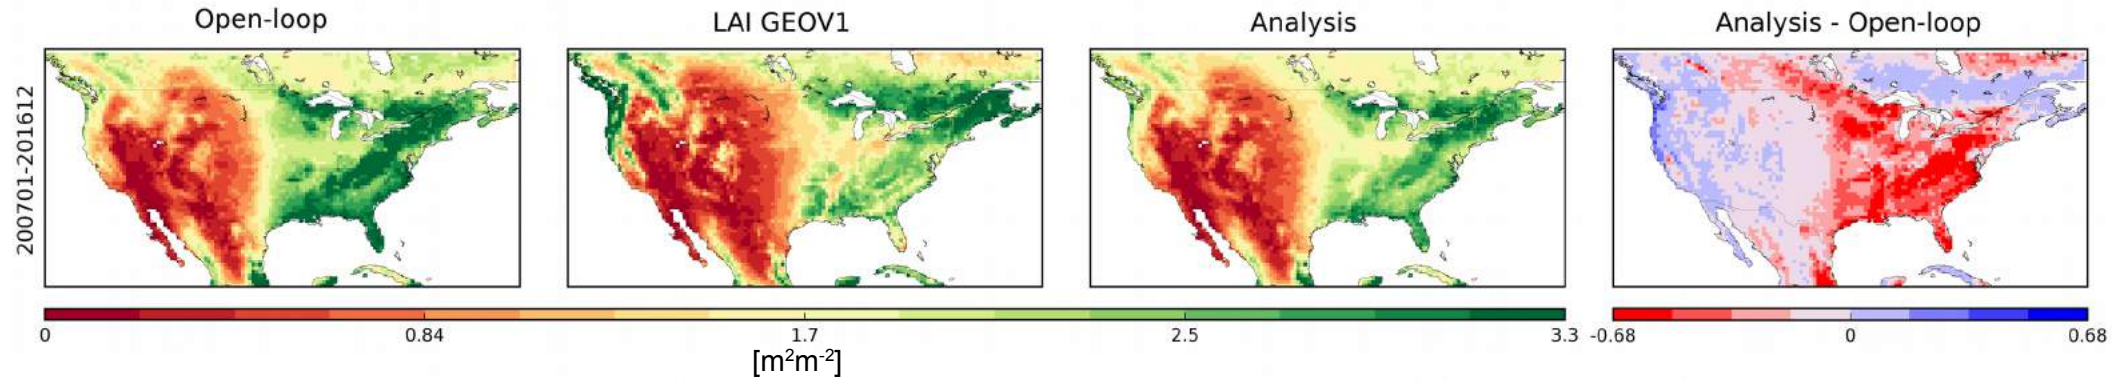 Open-loop
LAI GEOV1
Analysis
Analysis - Open-loop
200701-201612
0 0.84 1.7 2.5 3.3
-0.68 0 0.68
[m²m⁻²]